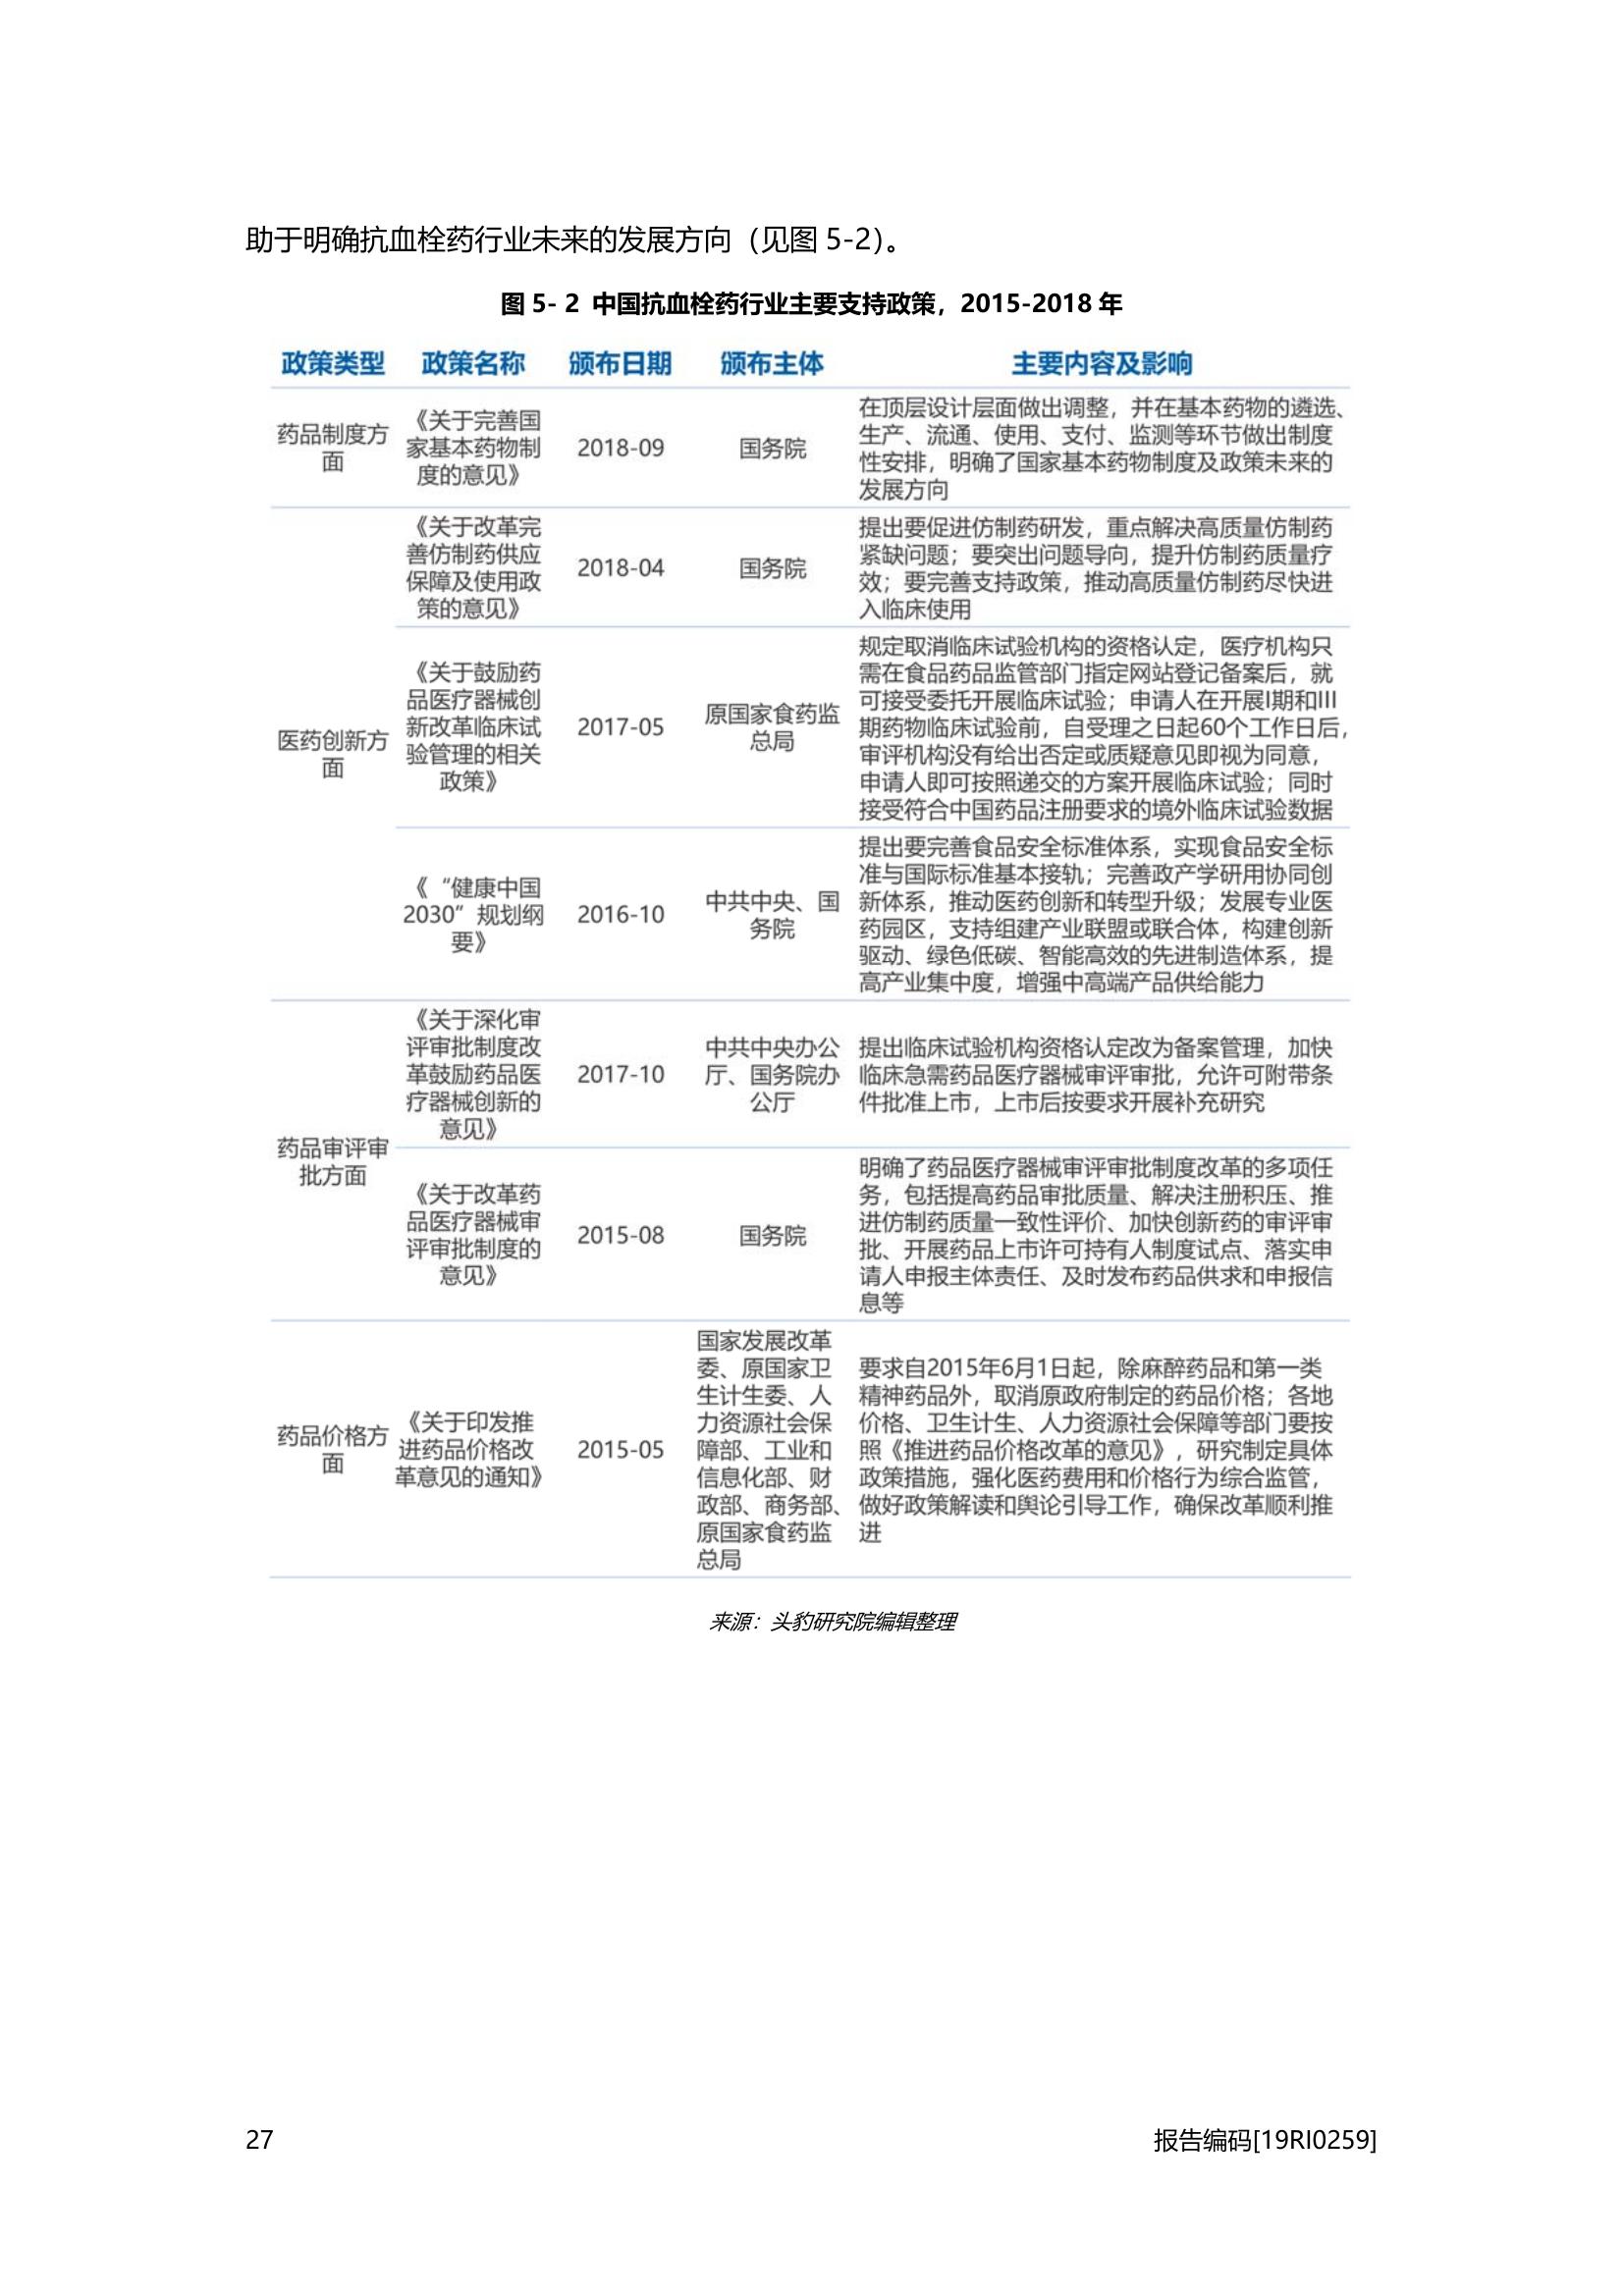 助于明确抗血栓药行业未来的发展方向（见图 5-2）。
图 5- 2 中国抗血栓药行业主要支持政策，2015-2018 年
政策类型 政策名称 颁布日期 颁布主体 主要内容及影响
药品制度方
面
《关于完善国
家基本药物制
度的意见》
2018-09
国务院
在顶层设计层面做出调整，并在基本药物的遴选、
生产、流通、使用、支付、监测等环节做出制度
性安排，明确了国家基本药物制度及政策未来的
发展方向
医药创新方
面
《关于改革完
善仿制药供应
保障及使用政
策的意见》
2018-04
国务院
提出要促进仿制药研发，重点解决高质量仿制药
紧缺问题；要突出问题导向，提升仿制药质量疗
效；要完善支持政策，推动高质量仿制药尽快进
入临床使用
《关于鼓励药
品医疗器械创
新改革临床试
验管理的相关
政策》
2017-05
原国家食药监
总局
规定取消临床试验机构的资格认定，医疗机构只
需在食品药品监管部门指定网站登记备案后，就
可接受委托开展临床试验；申请人在开展I期和III
期药物临床试验前，自受理之日起60个工作日后，
审评机构没有给出否定或质疑意见即视为同意，
申请人即可按照递交的方案开展临床试验；同时
接受符合中国药品注册要求的境外临床试验数据
《“健康中国
2030”规划纲
要》
2016-10
中共中央、国
务院
提出要完善食品安全标准体系，实现食品安全标
准与国际标准基本接轨；完善政产学研用协同创
新体系，推动医药创新和转型升级；发展专业医
药园区，支持组建产业联盟或联合体，构建创新
驱动、绿色低碳、智能高效的先进制造体系，提
高产业集中度，增强中高端产品供给能力
药品审评审
批方面
《关于深化审
评审批制度改
革鼓励药品医
疗器械创新的
意见》
2017-10
中共中央办公
厅、国务院办
公厅
提出临床试验机构资格认定改为备案管理，加快
临床急需药品医疗器械审评审批，允许可附带条
件批准上市，上市后按要求开展补充研究
《关于改革药
品医疗器械审
评审批制度的
意见》
2015-08
国务院
明确了药品医疗器械审评审批制度改革的多项任
务，包括提高药品审批质量、解决注册积压、推
进仿制药质量一致性评价、加快创新药的审评审
批、开展药品上市许可持有人制度试点、落实申
请人申报主体责任、及时发布药品供求和申报信
息等
药品价格方
面
《关于印发推
进药品价格改
革意见的通知》
2015-05
国家发展改革
委、原国家卫
生计生委、人
力资源社会保
障部、工业和
信息化部、财
政部、商务部、
原国家食药监
总局
要求自2015年6月1日起，除麻醉药品和第一类
精神药品外，取消原政府制定的药品价格；各地
价格、卫生计生、人力资源社会保障等部门要按
照《推进药品价格改革的意见》，研究制定具体
政策措施，强化医药费用和价格行为综合监管，
做好政策解读和舆论引导工作，确保改革顺利推
进
来源：头豹研究院编辑整理
27
报告编码[19RI0259]